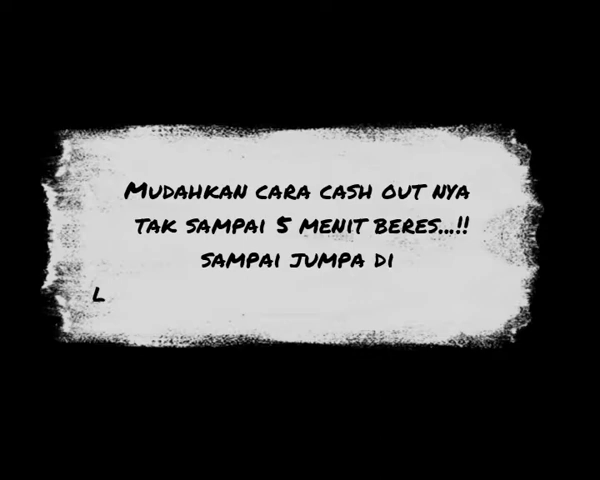 MUDAHKAN CARA CASH OUT NYA
TAK SAMPAI 5 MENIT BERES...!!
SAMPAI JUMPA DI
L